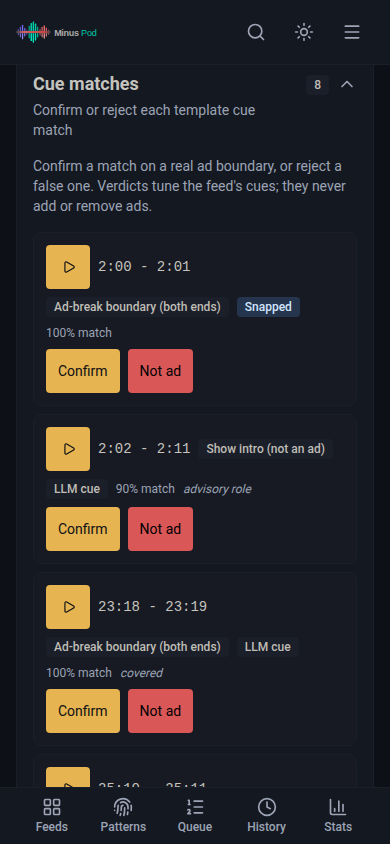 Minus Pod
Cue matches 8
Confirm or reject each template cue
match
Confirm a match on a real ad boundary, or reject a
false one. Verdicts tune the feed's cues; they never
add or remove ads.
2:00 - 2:01
Ad-break boundary (both ends) Snapped
100% match
Confirm Not ad
2:02 - 2:11 Show intro (not an ad)
LLM cue 90% match advisory role
Confirm Not ad
23:18 - 23:19
Ad-break boundary (both ends) LLM cue
100% match covered
Confirm Not ad
Feeds Patterns Queue History Stats